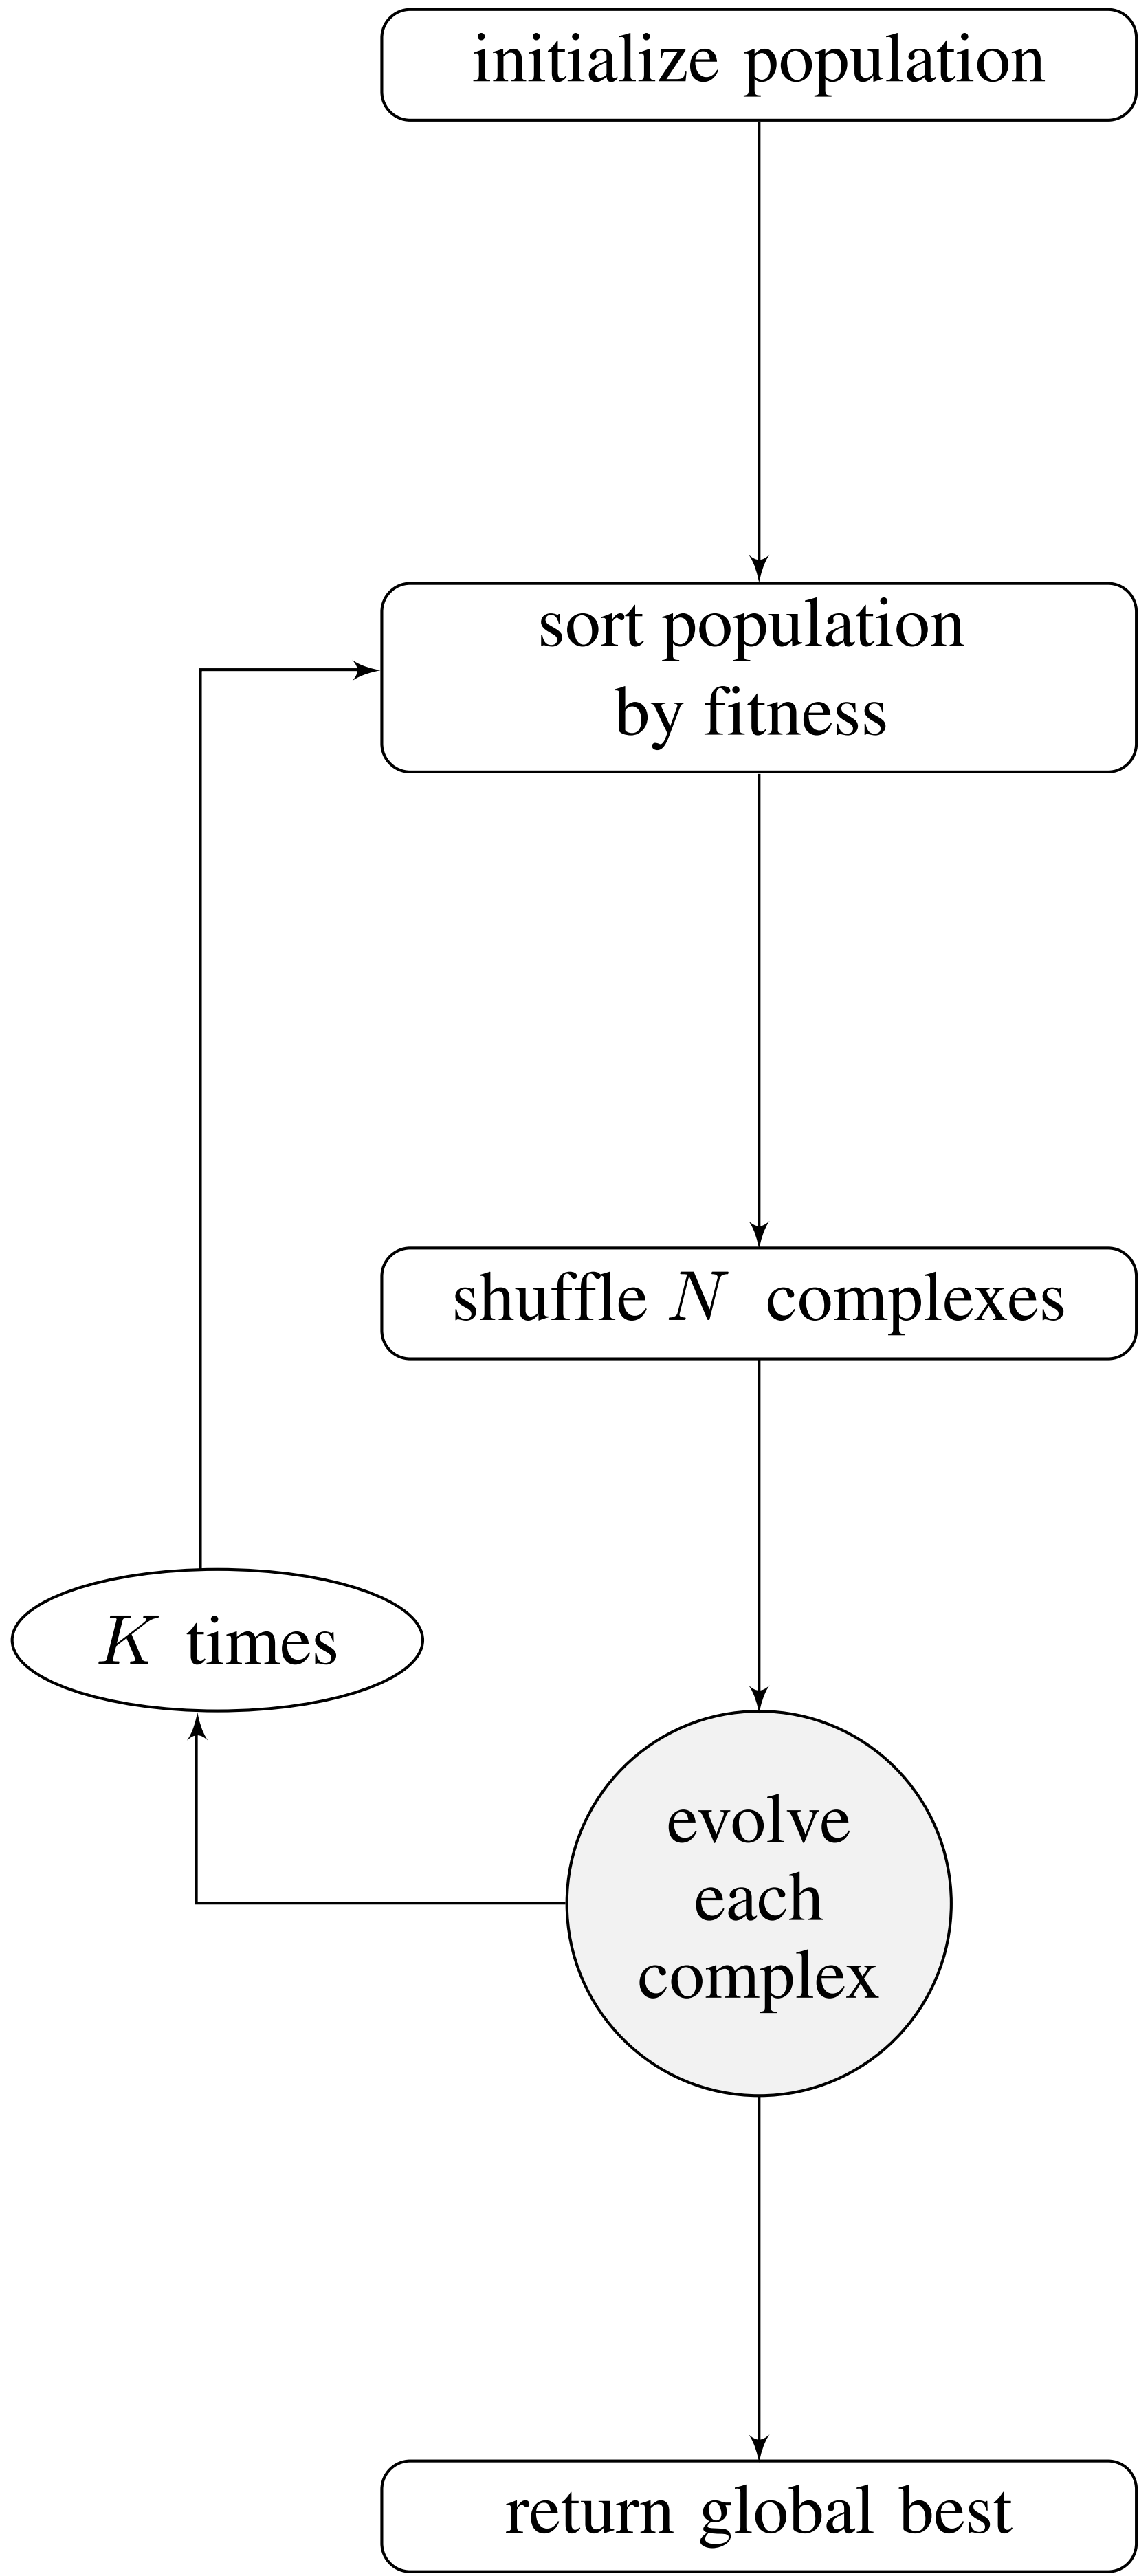 initialize population
sort population
by fitness
shuffle N complexes
K times
evolve
each
complex
return global best